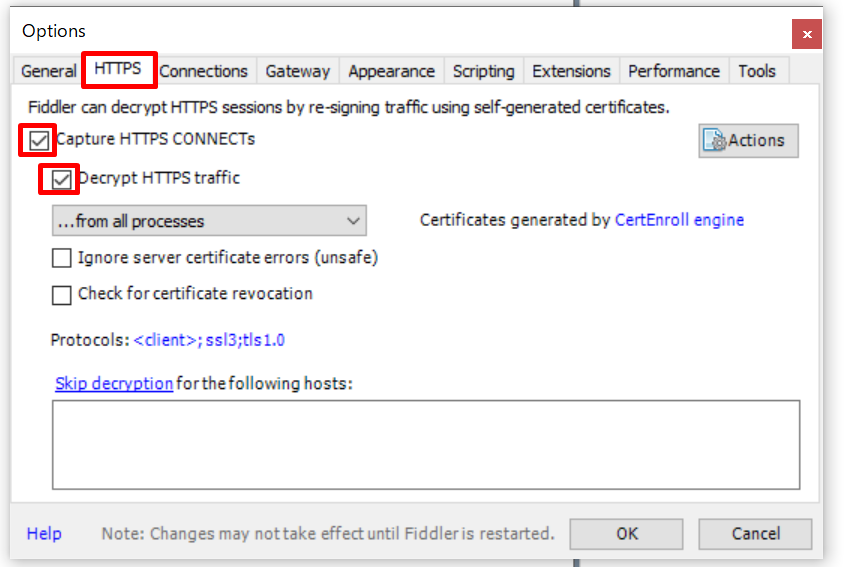 Options
General HTTPS Connections Gateway Appearance Scripting Extensions Performance Tools
Fiddler can decrypt HTTPS sessions by re-signing traffic using self-generated certificates.
Capture HTTPS CONNECTs
Actions
Decrypt HTTPS traffic
...from all processes
Certificates generated by CertEnroll engine
Ignore server certificate errors (unsafe)
Check for certificate revocation
Protocols: <client>; ssl3;tls1.0
Skip decryption for the following hosts:
Help
Note: Changes may not take effect until Fiddler is restarted.
OK
Cancel